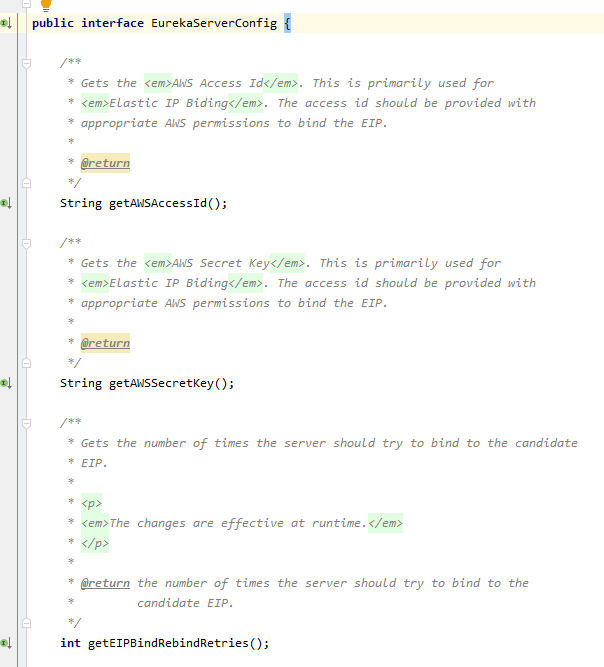 public interface EurekaServerConfig {
/**
* Gets the <em>AWS Access Id</em>. This is primarily used for
* <em>Elastic IP Biding</em>. The access id should be provided with
* appropriate AWS permissions to bind the EIP.
*
* @return
*/
String getAWSAccessId();
/**
* Gets the <em>AWS Secret Key</em>. This is primarily used for
* <em>Elastic IP Biding</em>. The access id should be provided with
* appropriate AWS permissions to bind the EIP.
*
* @return
*/
String getAWSSecretKey();
/**
* Gets the number of times the server should try to bind to the candidate
* EIP.
*
* <p>
* <em>The changes are effective at runtime.</em>
* </p>
*
* @return the number of times the server should try to bind to the
*         candidate EIP.
*/
int getEIPBindRebindRetries();